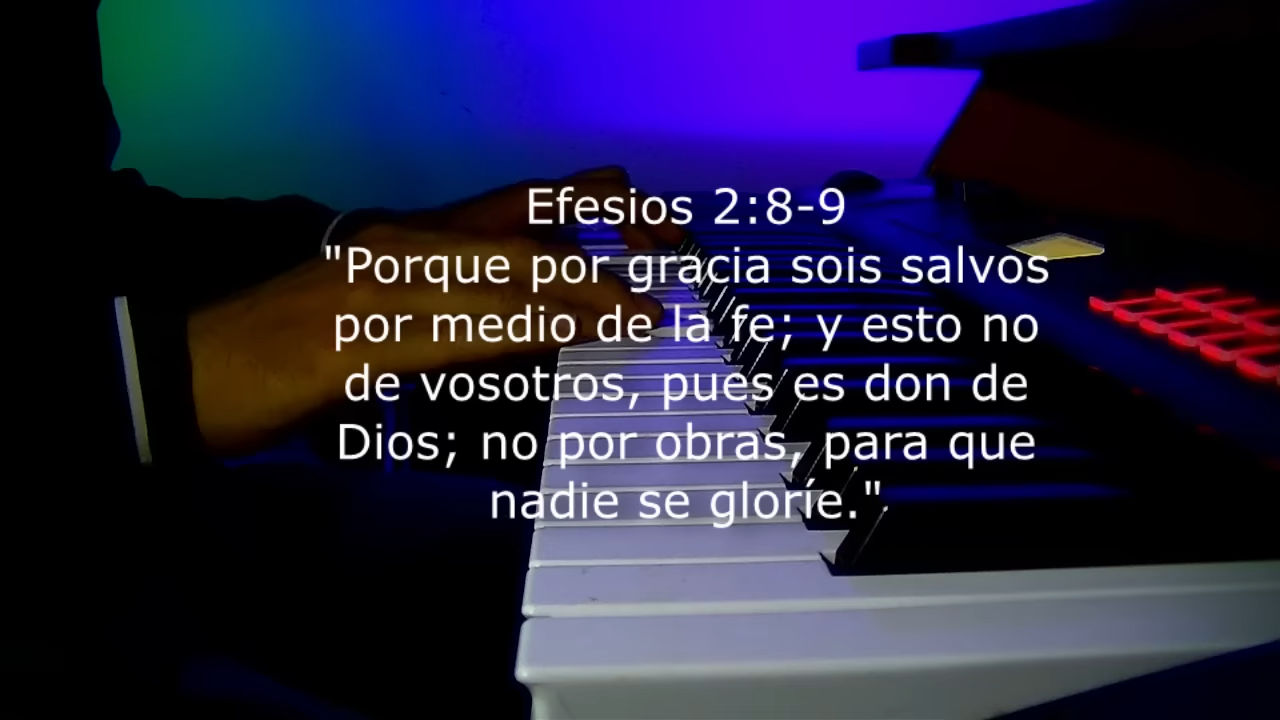 Efesios 2:8-9
"Porque por gracia sois salvos
por medio de la fe; y esto no
de vosotros, pues es don de
Dios; no por obras, para que
nadie se gloríe."